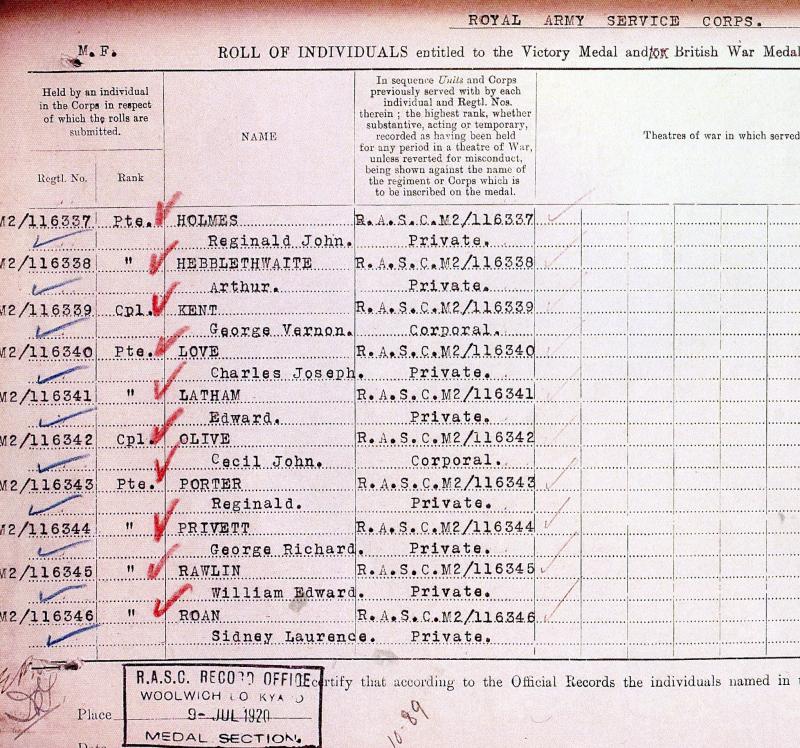 ROYAL ARMY SERVICE CORPS.
M.F.
ROLL OF INDIVIDUALS entitled to the Victory Medal and/or British War Medal
Held by an individual
in the Corps in respect
of which the rolls are
submitted.
Regtl. No. Rank
NAME
In sequence Units and Corps
previously served with by each
individual and Regtl. Nos.
therein ; the highest rank, whether
substantive, acting or temporary,
recorded as having been held
for any period in a theatre of War,
unless reverted for misconduct,
being shown against the name of
the regiment or Corps which is
to be inscribed on the medal.
Theatres of war in which served
M2/116337 Pte. HOLMES R.A.S.C.M2/116337
Reginald John. Private.
M2/116338 " HEBBLETHWAITE R.A.S.C.M2/116338
Arthur. Private.
M2/116339 Cpl. KENT R.A.S.C.M2/116339
George Vernon. Corporal.
M2/116340 Pte. LOVE R.A.S.C.M2/116340
Charles Joseph. Private.
M2/116341 " LATHAM R.A.S.C.M2/116341
Edward. Private.
M2/116342 Cpl. OLIVE R.A.S.C.M2/116342
Cecil John. Corporal.
M2/116343 Pte. PORTER R.A.S.C.M2/116343
Reginald. Private.
M2/116344 " PRIVETT R.A.S.C.M2/116344
George Richard. Private.
M2/116345 " RAWLIN R.A.S.C.M2/116345
William Edward. Private.
M2/116346 " ROAN R.A.S.C.M2/116346
Sidney Laurence. Private.
certify that according to the Official Records the individuals named in
R.A.S.C. RECORD OFFICE
WOOLWICH
Place
9- JUL 1920
MEDAL SECTION.
Date
10-89